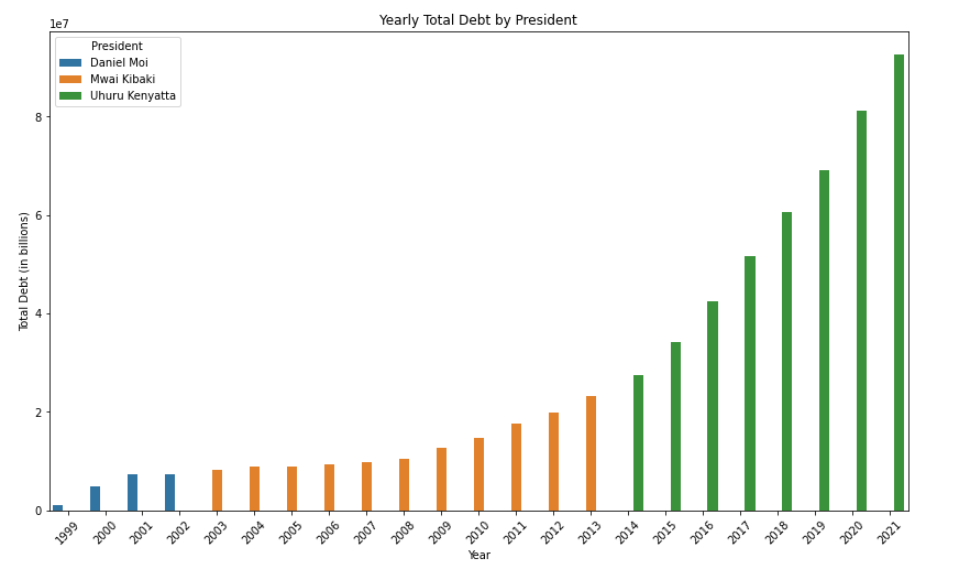 Yearly Total Debt by President
1e7
President
Daniel Moi
Mwai Kibaki
Uhuru Kenyatta
8
6
4
2
0
Total Debt (in billions)
1999 2000 2001 2002 2003 2004 2005 2006 2007 2008 2009 2010 2011 2012 2013 2014 2015 2016 2017 2018 2019 2020 2021
Year